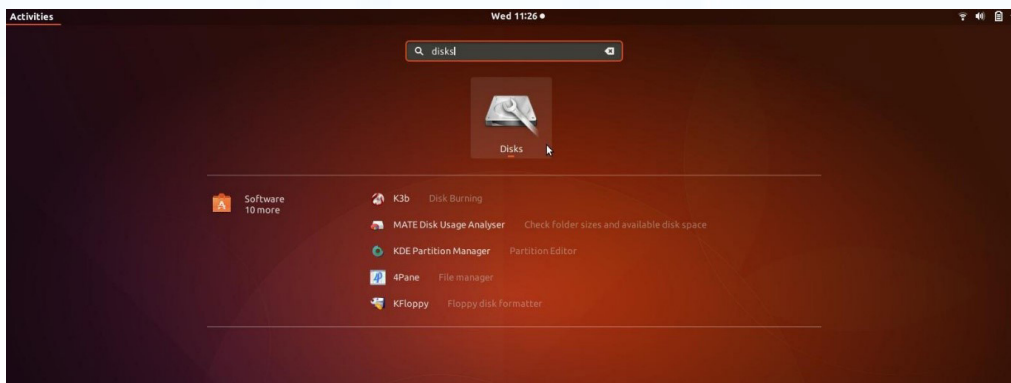 Activities
Wed 11:26
disks
Disks
Software
10 more
K3b Disk Burning
MATE Disk Usage Analyser Check folder sizes and available disk space
KDE Partition Manager Partition Editor
4Pane File manager
KFloppy Floppy disk formatter